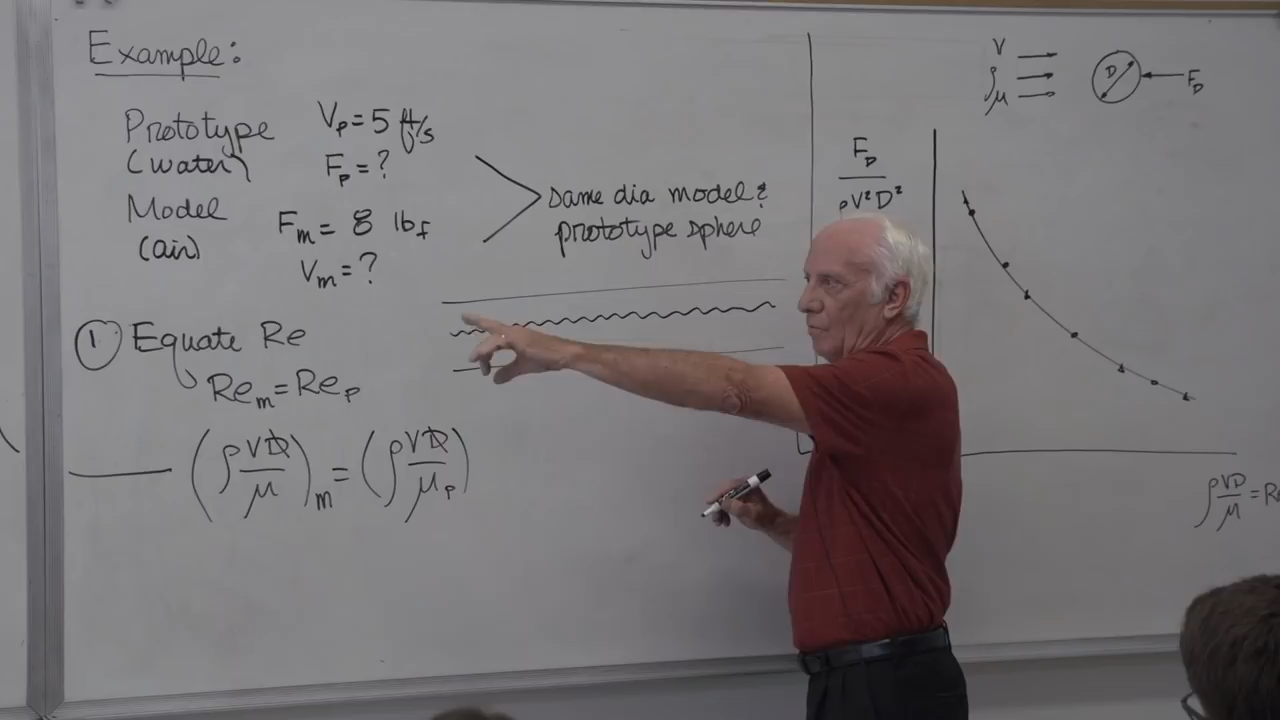 Example:
Prototype Vp = 5 ft/s
(water) Fp = ?
Model Fm = 8 lbf
(air) Vm = ?
same dia model &
prototype sphere
① Equate Re
Rem = Rep
(ρVD/μ)m = (ρVD/μp)
V
ρ
μ
D
FD
FD
ρV²D²
ρVD/μ = R